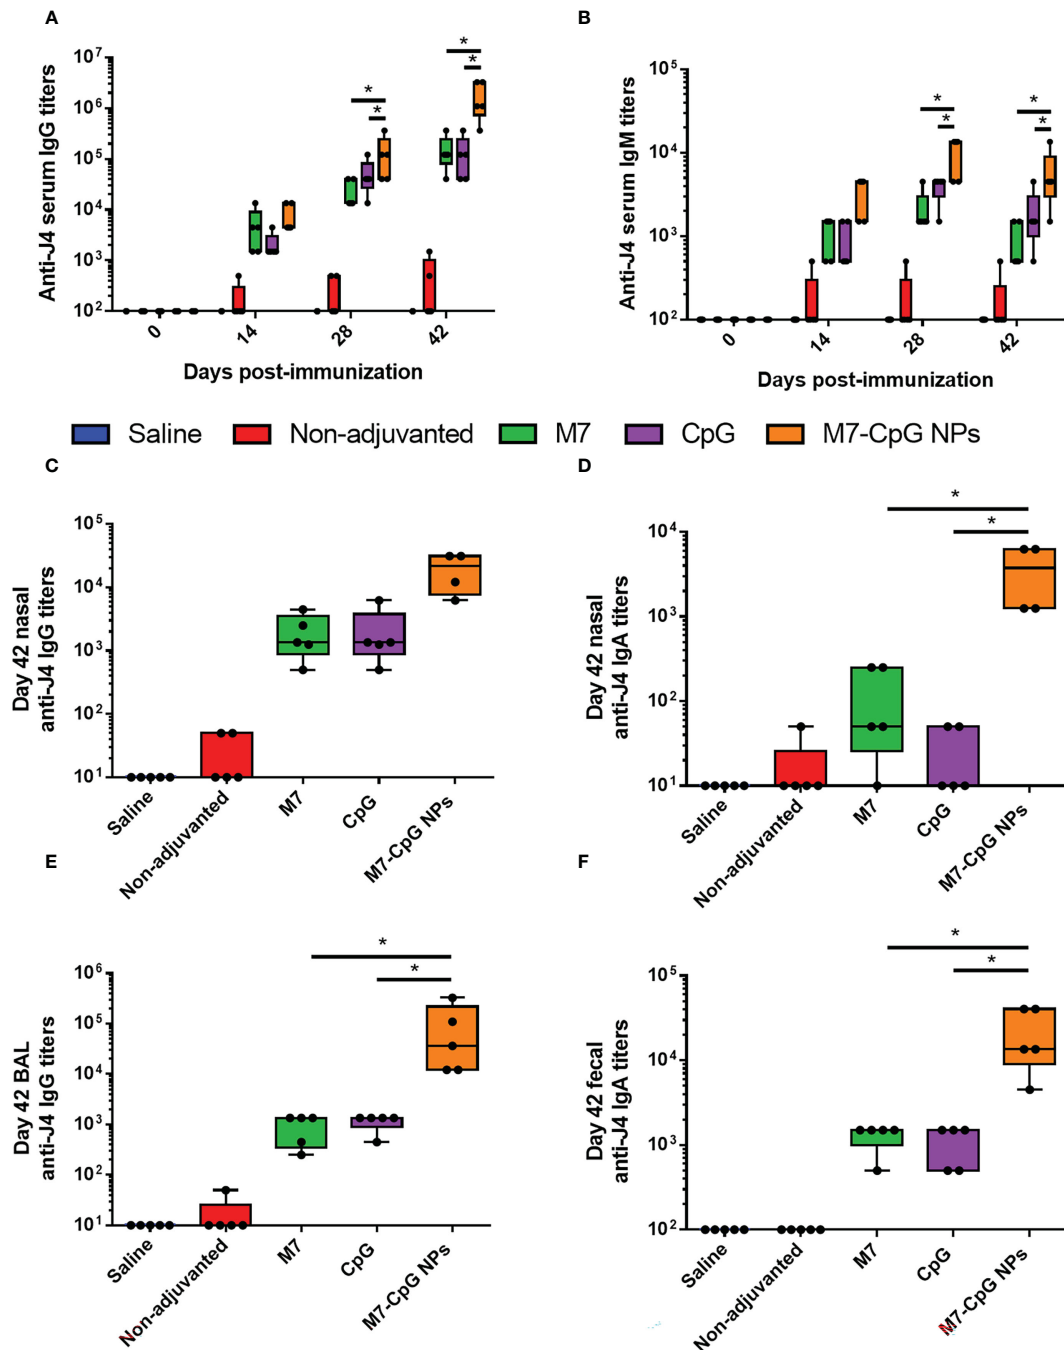 A
Anti-J4 serum IgG titers
10^7
10^6
10^5
10^4
10^3
10^2
*
*
*
*
0
14
28
42
Days post-immunization
B
Anti-J4 serum IgM titers
10^5
10^4
10^3
10^2
*
*
*
*
0
14
28
42
Days post-immunization
Saline Non-adjuvanted M7 CpG M7-CpG NPs
C
Day 42 nasal
anti-J4 IgG titers
10^5
10^4
10^3
10^2
10^1
Saline
Non-adjuvanted
M7
CpG
M7-CpG NPs
D
Day 42 nasal
anti-J4 IgA titers
10^4
10^3
10^2
10^1
*
*
Saline
Non-adjuvanted
M7
CpG
M7-CpG NPs
E
Day 42 BAL
anti-J4 IgG titers
10^6
10^5
10^4
10^3
10^2
10^1
*
*
Saline
Non-adjuvanted
M7
CpG
M7-CpG NPs
F
Day 42 fecal
anti-J4 IgA titers
10^5
10^4
10^3
10^2
*
*
Saline
Non-adjuvanted
M7
CpG
M7-CpG NPs